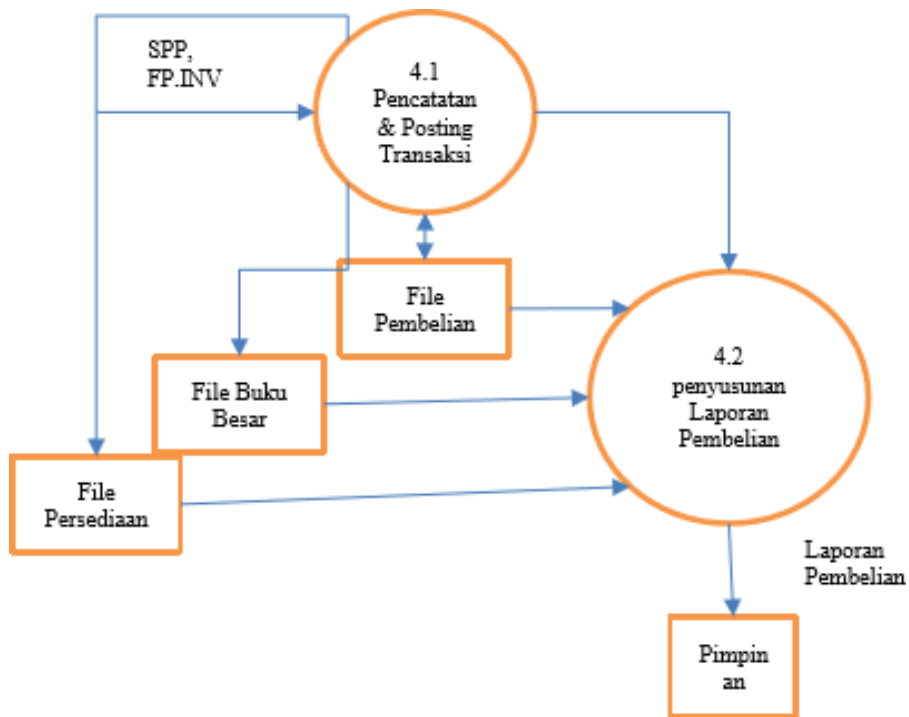 SPP,
FP.INV
4.1
Pencatatan
& Posting
Transaksi
File
Pembelian
4.2
penyusunan
Laporan
Pembelian
File Buku
Besar
File
Persediaan
Laporan
Pembelian
Pimpin
an